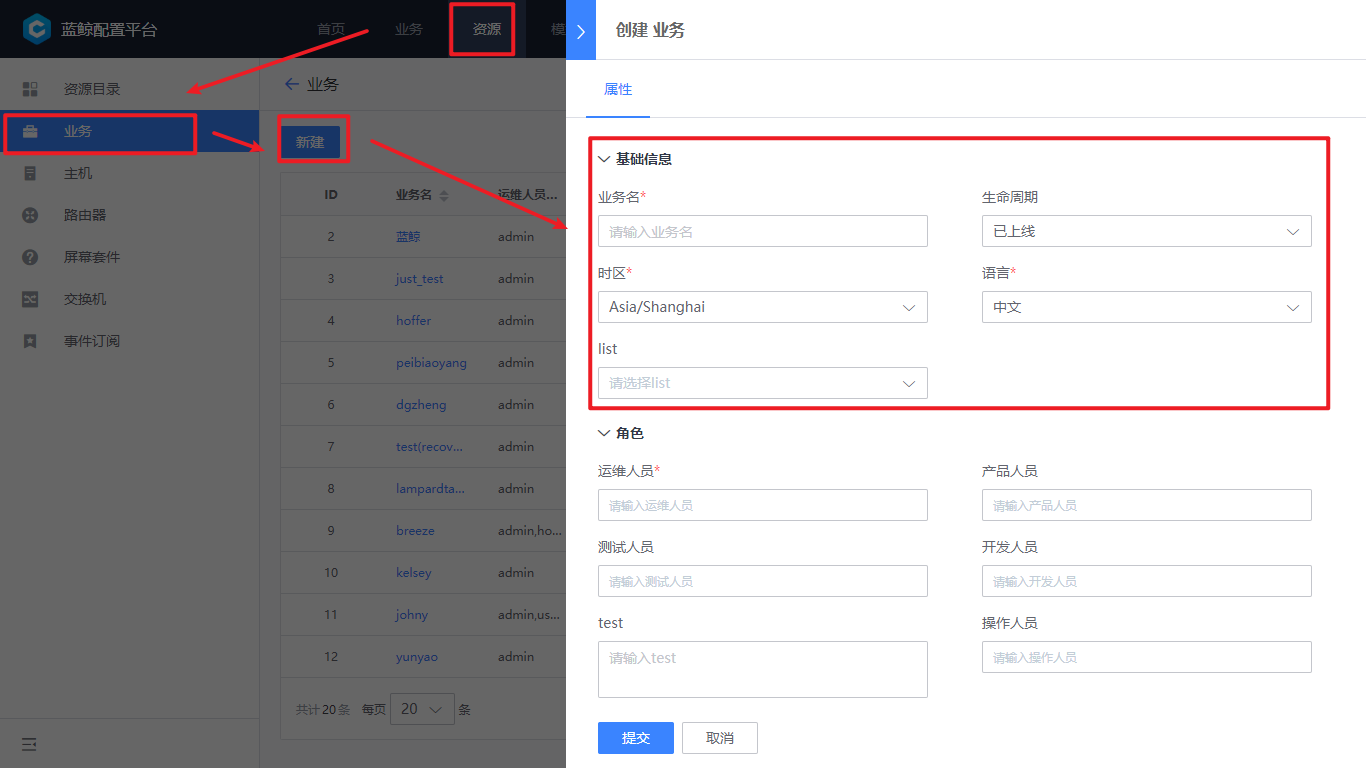 蓝鲸配置平台
首页
业务
资源
模
创建 业务
资源目录
业务
主机
路由器
屏幕套件
交换机
事件订阅
业务
新建
ID 业务名 运维人员...
2 蓝鲸 admin
3 just_test admin
4 hoffer admin
5 peibiaoyang admin
6 dgzheng admin
7 test(recov... admin
8 lampardta... admin
9 breeze admin,ho...
10 kelsey admin
11 johny admin,us...
12 yunyao admin
共计20条 每页 20 条
属性
基础信息
业务名* 生命周期
请输入业务名 已上线
时区* 语言*
Asia/Shanghai 中文
list
请选择list
角色
运维人员* 产品人员
请输入运维人员 请输入产品人员
测试人员 开发人员
请输入测试人员 请输入开发人员
test 操作人员
请输入test 请输入操作人员
提交 取消